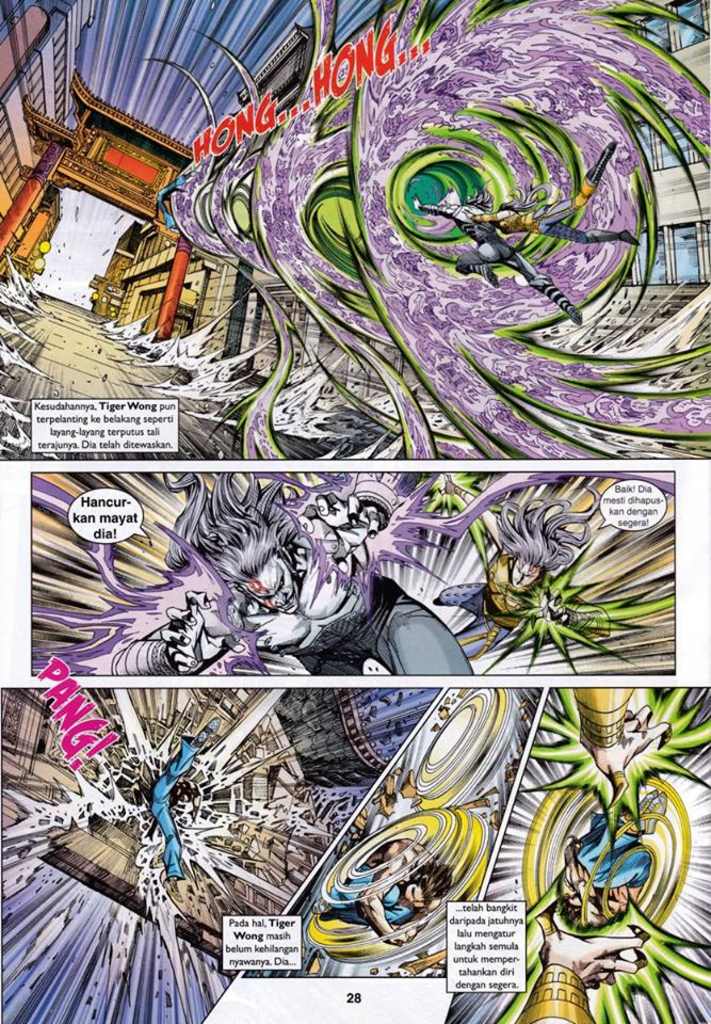 HONG...HONG...
Kesudahannya, Tiger Wong pun
terpelanting ke belakang seperti
layang-layang terputus tali
terajunya. Dia telah ditewaskan.
Hancur-
kan mayat
dia!
Baik! Dia
mesti dihapus-
kan dengan
segera!
PANG!
Pada hal, Tiger
Wong masih
belum kehilangan
nyawanya. Dia...
...telah bangkit
daripada jatuhnya
lalu mengatur
langkah semula
untuk memper-
tahankan diri
dengan segera.
28